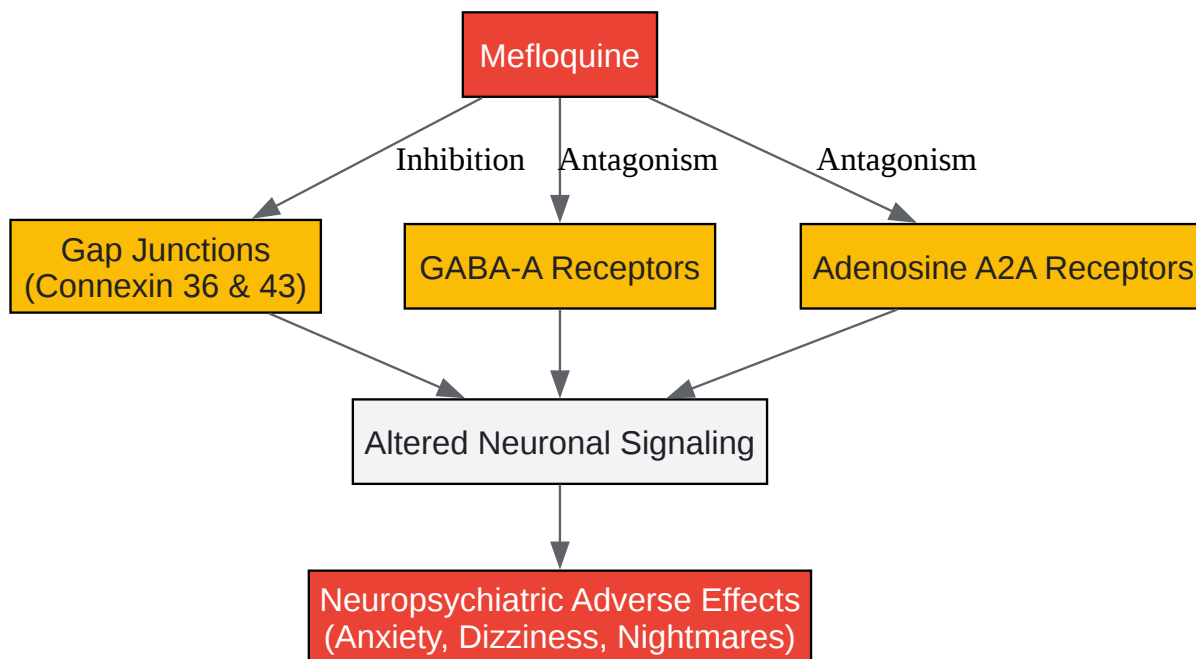 Mefloquine
Inhibition
Antagonism
Antagonism
Gap Junctions
(Connexin 36 & 43)
GABA-A Receptors
Adenosine A2A Receptors
Altered Neuronal Signaling
Neuropsychiatric Adverse Effects
(Anxiety, Dizziness, Nightmares)